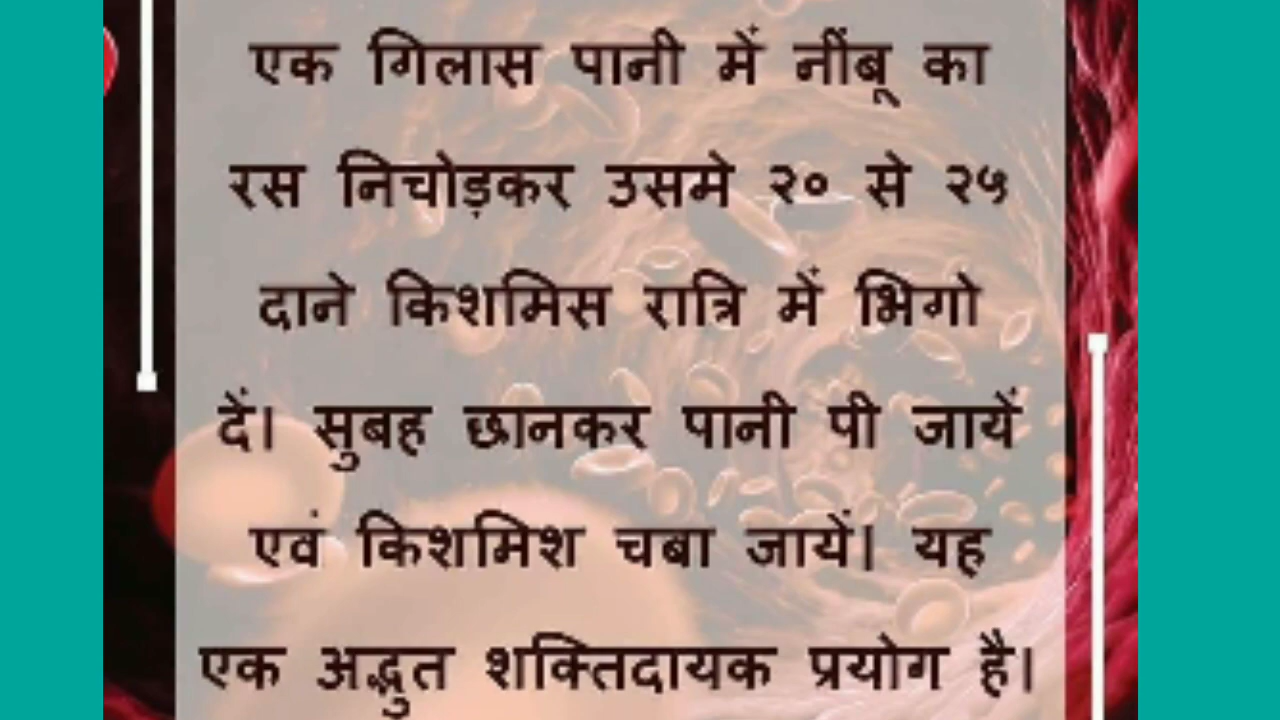 एक गिलास पानी में नींबू का
रस निचोड़कर उसमे २० से २५
दाने किशमिस रात्रि में भिगो
दें। सुबह छानकर पानी पी जायें
एवं किशमिश चबा जायें। यह
एक अद्भुत शक्तिदायक प्रयोग है।